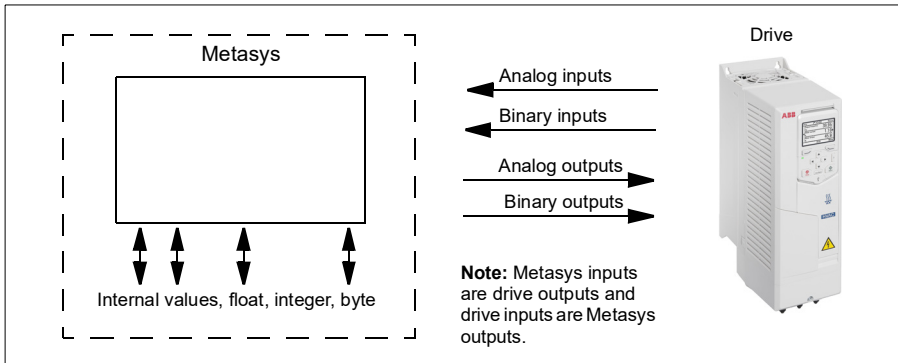 Metasys
Internal values, float, integer, byte
Analog inputs
Binary inputs
Analog outputs
Binary outputs
Note: Metasys inputs
are drive outputs and
drive inputs are Metasys
outputs.
Drive
ABB